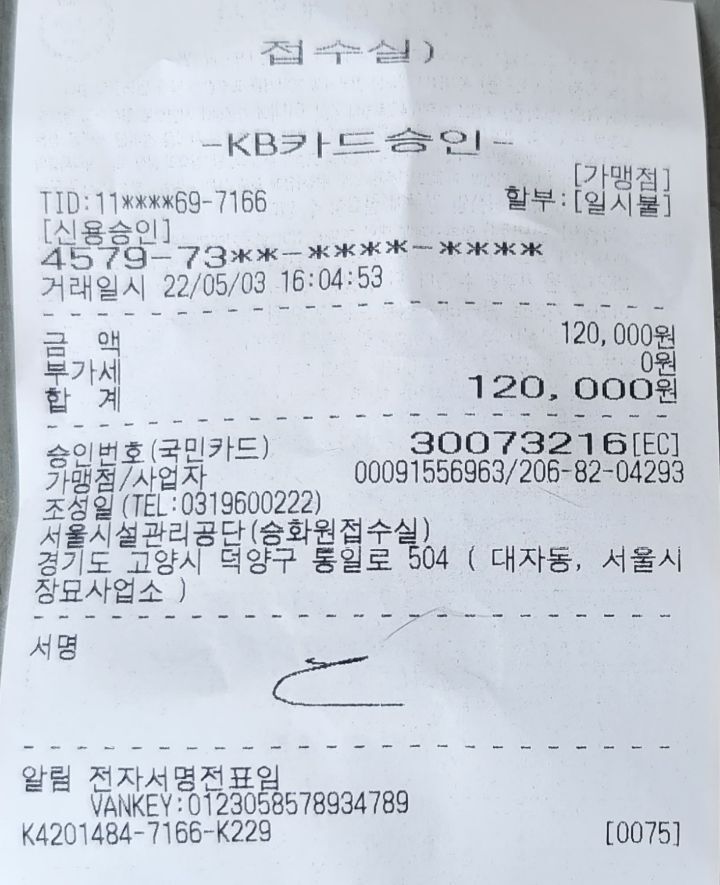 접수실)
-KB카드승인-
[가맹점]
TID:11****69-7166 할부:[일시불]
[신용승인]
4579-73**-****-****
거래일시 22/05/03 16:04:53
금 액 120,000원
부가세 0원
합 계 120,000원
승인번호(국민카드) 30073216[EC]
가맹점/사업자 00091556963/206-82-04293
조성일(TEL:0319600222)
서울시설관리공단(승화원접수실)
경기도 고양시 덕양구 통일로 504 ( 대자동, 서울시
장묘사업소 )
서명
알림 전자서명전표임
VANKEY:0123058578934789
K4201484-7166-K229 [0075]